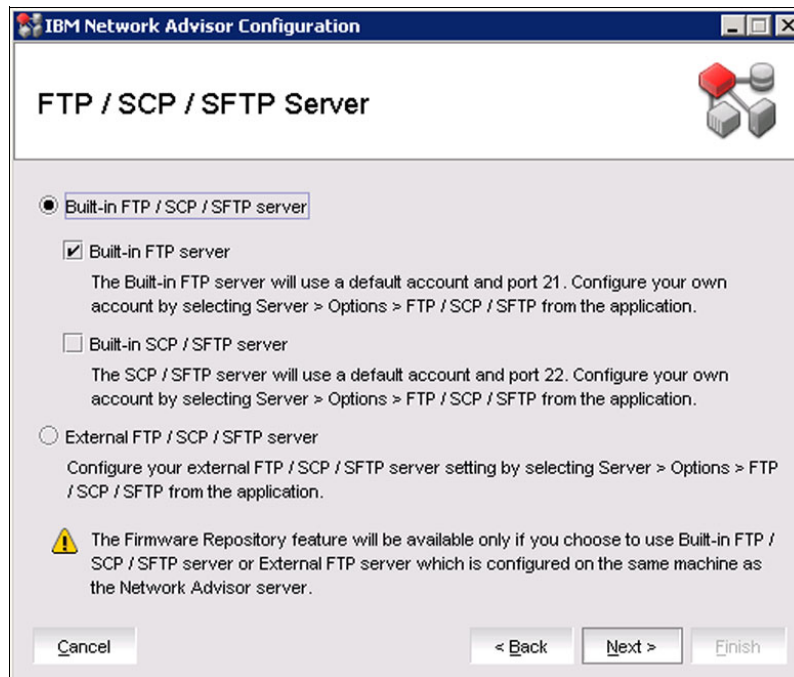 IBM Network Advisor Configuration
FTP / SCP / SFTP Server
Built-in FTP / SCP / SFTP server
Built-in FTP server
The Built-in FTP server will use a default account and port 21. Configure your own
account by selecting Server > Options > FTP / SCP / SFTP from the application.
Built-in SCP / SFTP server
The SCP / SFTP server will use a default account and port 22. Configure your own
account by selecting Server > Options > FTP / SCP / SFTP from the application.
External FTP / SCP / SFTP server
Configure your external FTP / SCP / SFTP server setting by selecting Server > Options > FTP
/ SCP / SFTP from the application.
The Firmware Repository feature will be available only if you choose to use Built-in FTP /
SCP / SFTP server or External FTP server which is configured on the same machine as
the Network Advisor server.
Cancel
< Back
Next >
Finish